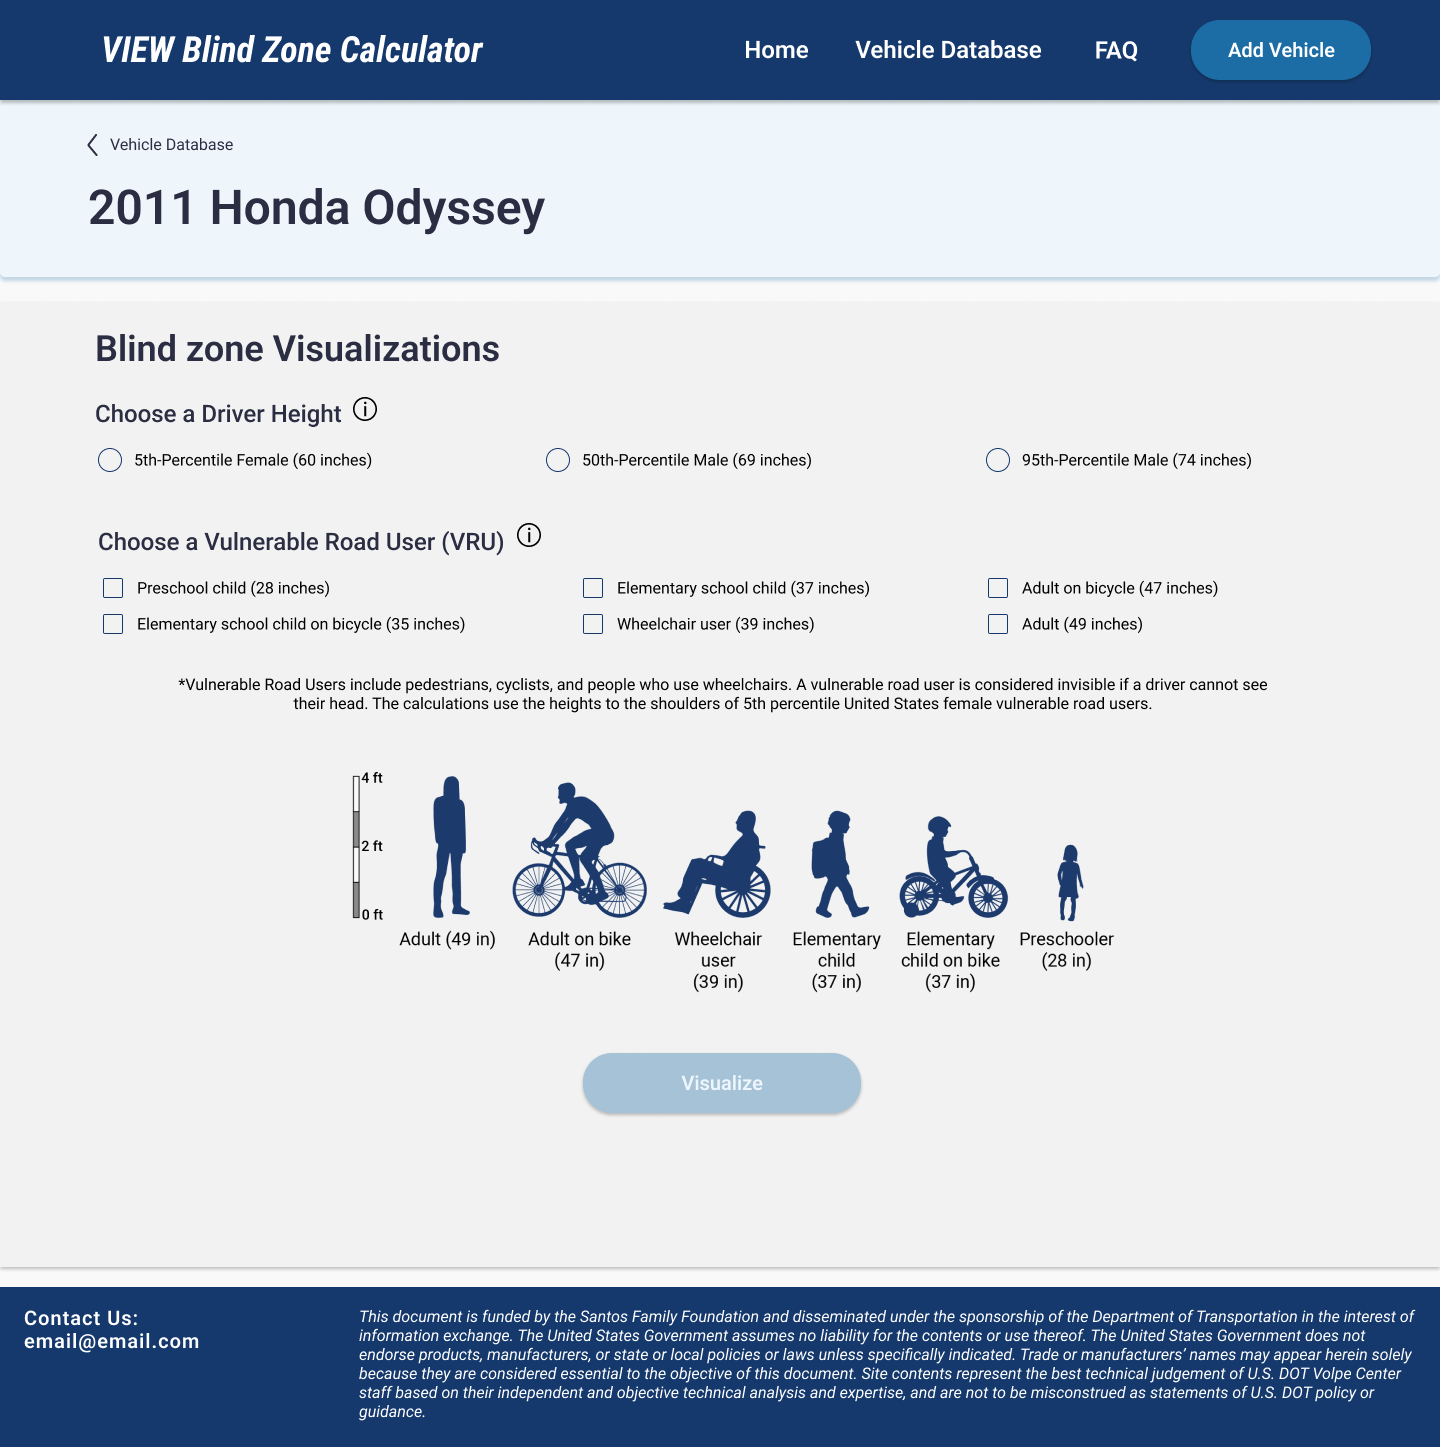 VIEW Blind Zone Calculator
Home
Vehicle Database
FAQ
Add Vehicle
Vehicle Database
2011 Honda Odyssey
Blind zone Visualizations
Choose a Driver Height
5th-Percentile Female (60 inches)
50th-Percentile Male (69 inches)
95th-Percentile Male (74 inches)
Choose a Vulnerable Road User (VRU)
Preschool child (28 inches)
Elementary school child (37 inches)
Adult on bicycle (47 inches)
Elementary school child on bicycle (35 inches)
Wheelchair user (39 inches)
Adult (49 inches)
*Vulnerable Road Users include pedestrians, cyclists, and people who use wheelchairs. A vulnerable road user is considered invisible if a driver cannot see
their head. The calculations use the heights to the shoulders of 5th percentile United States female vulnerable road users.
4 ft
2 ft
0 ft
Adult (49 in)
Adult on bike
(47 in)
Wheelchair
user
(39 in)
Elementary
child
(37 in)
Elementary
child on bike
(37 in)
Preschooler
(28 in)
Visualize
Contact Us:
email@email.com
This document is funded by the Santos Family Foundation and disseminated under the sponsorship of the Department of Transportation in the interest of
information exchange. The United States Government assumes no liability for the contents or use thereof. The United States Government does not
endorse products, manufacturers, or state or local policies or laws unless specifically indicated. Trade or manufacturers’ names may appear herein solely
because they are considered essential to the objective of this document. Site contents represent the best technical judgement of U.S. DOT Volpe Center
staff based on their independent and objective technical analysis and expertise, and are not to be misconstrued as statements of U.S. DOT policy or
guidance.